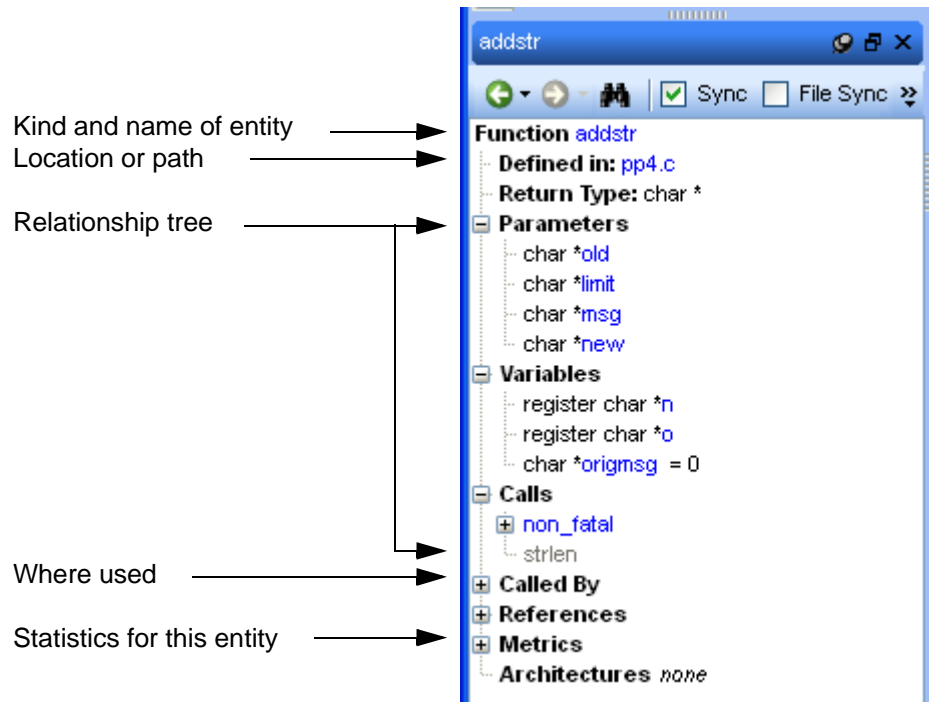 addstr
Sync File Sync
Kind and name of entity
Location or path
Relationship tree
Where used
Statistics for this entity
Function addstr
Defined in: pp4.c
Return Type: char *
Parameters
char *old
char *limit
char *msg
char *new
Variables
register char *n
register char *o
char *origmsg = 0
Calls
non_fatal
strlen
Called By
References
Metrics
Architectures none